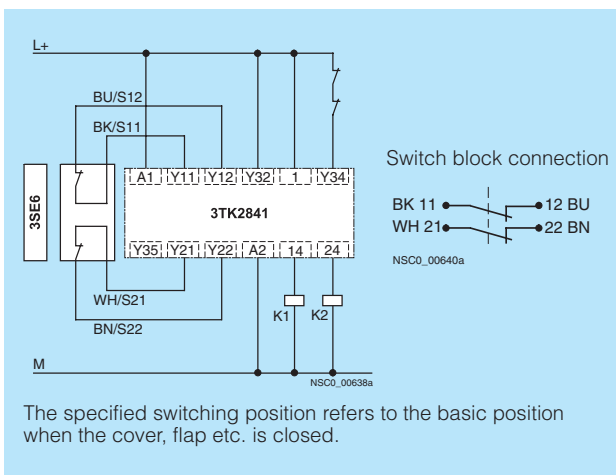 L+
BU/S12
BK/S11
3SE6
A1 Y11 Y12 Y32 1 Y34
3TK2841
Y35 Y21 Y22 A2 14 24
WH/S21
BN/S22
K1 K2
M
NSC0_00638a
Switch block connection
BK 11 12 BU
WH 21 22 BN
NSC0_00640a
The specified switching position refers to the basic position
when the cover, flap etc. is closed.